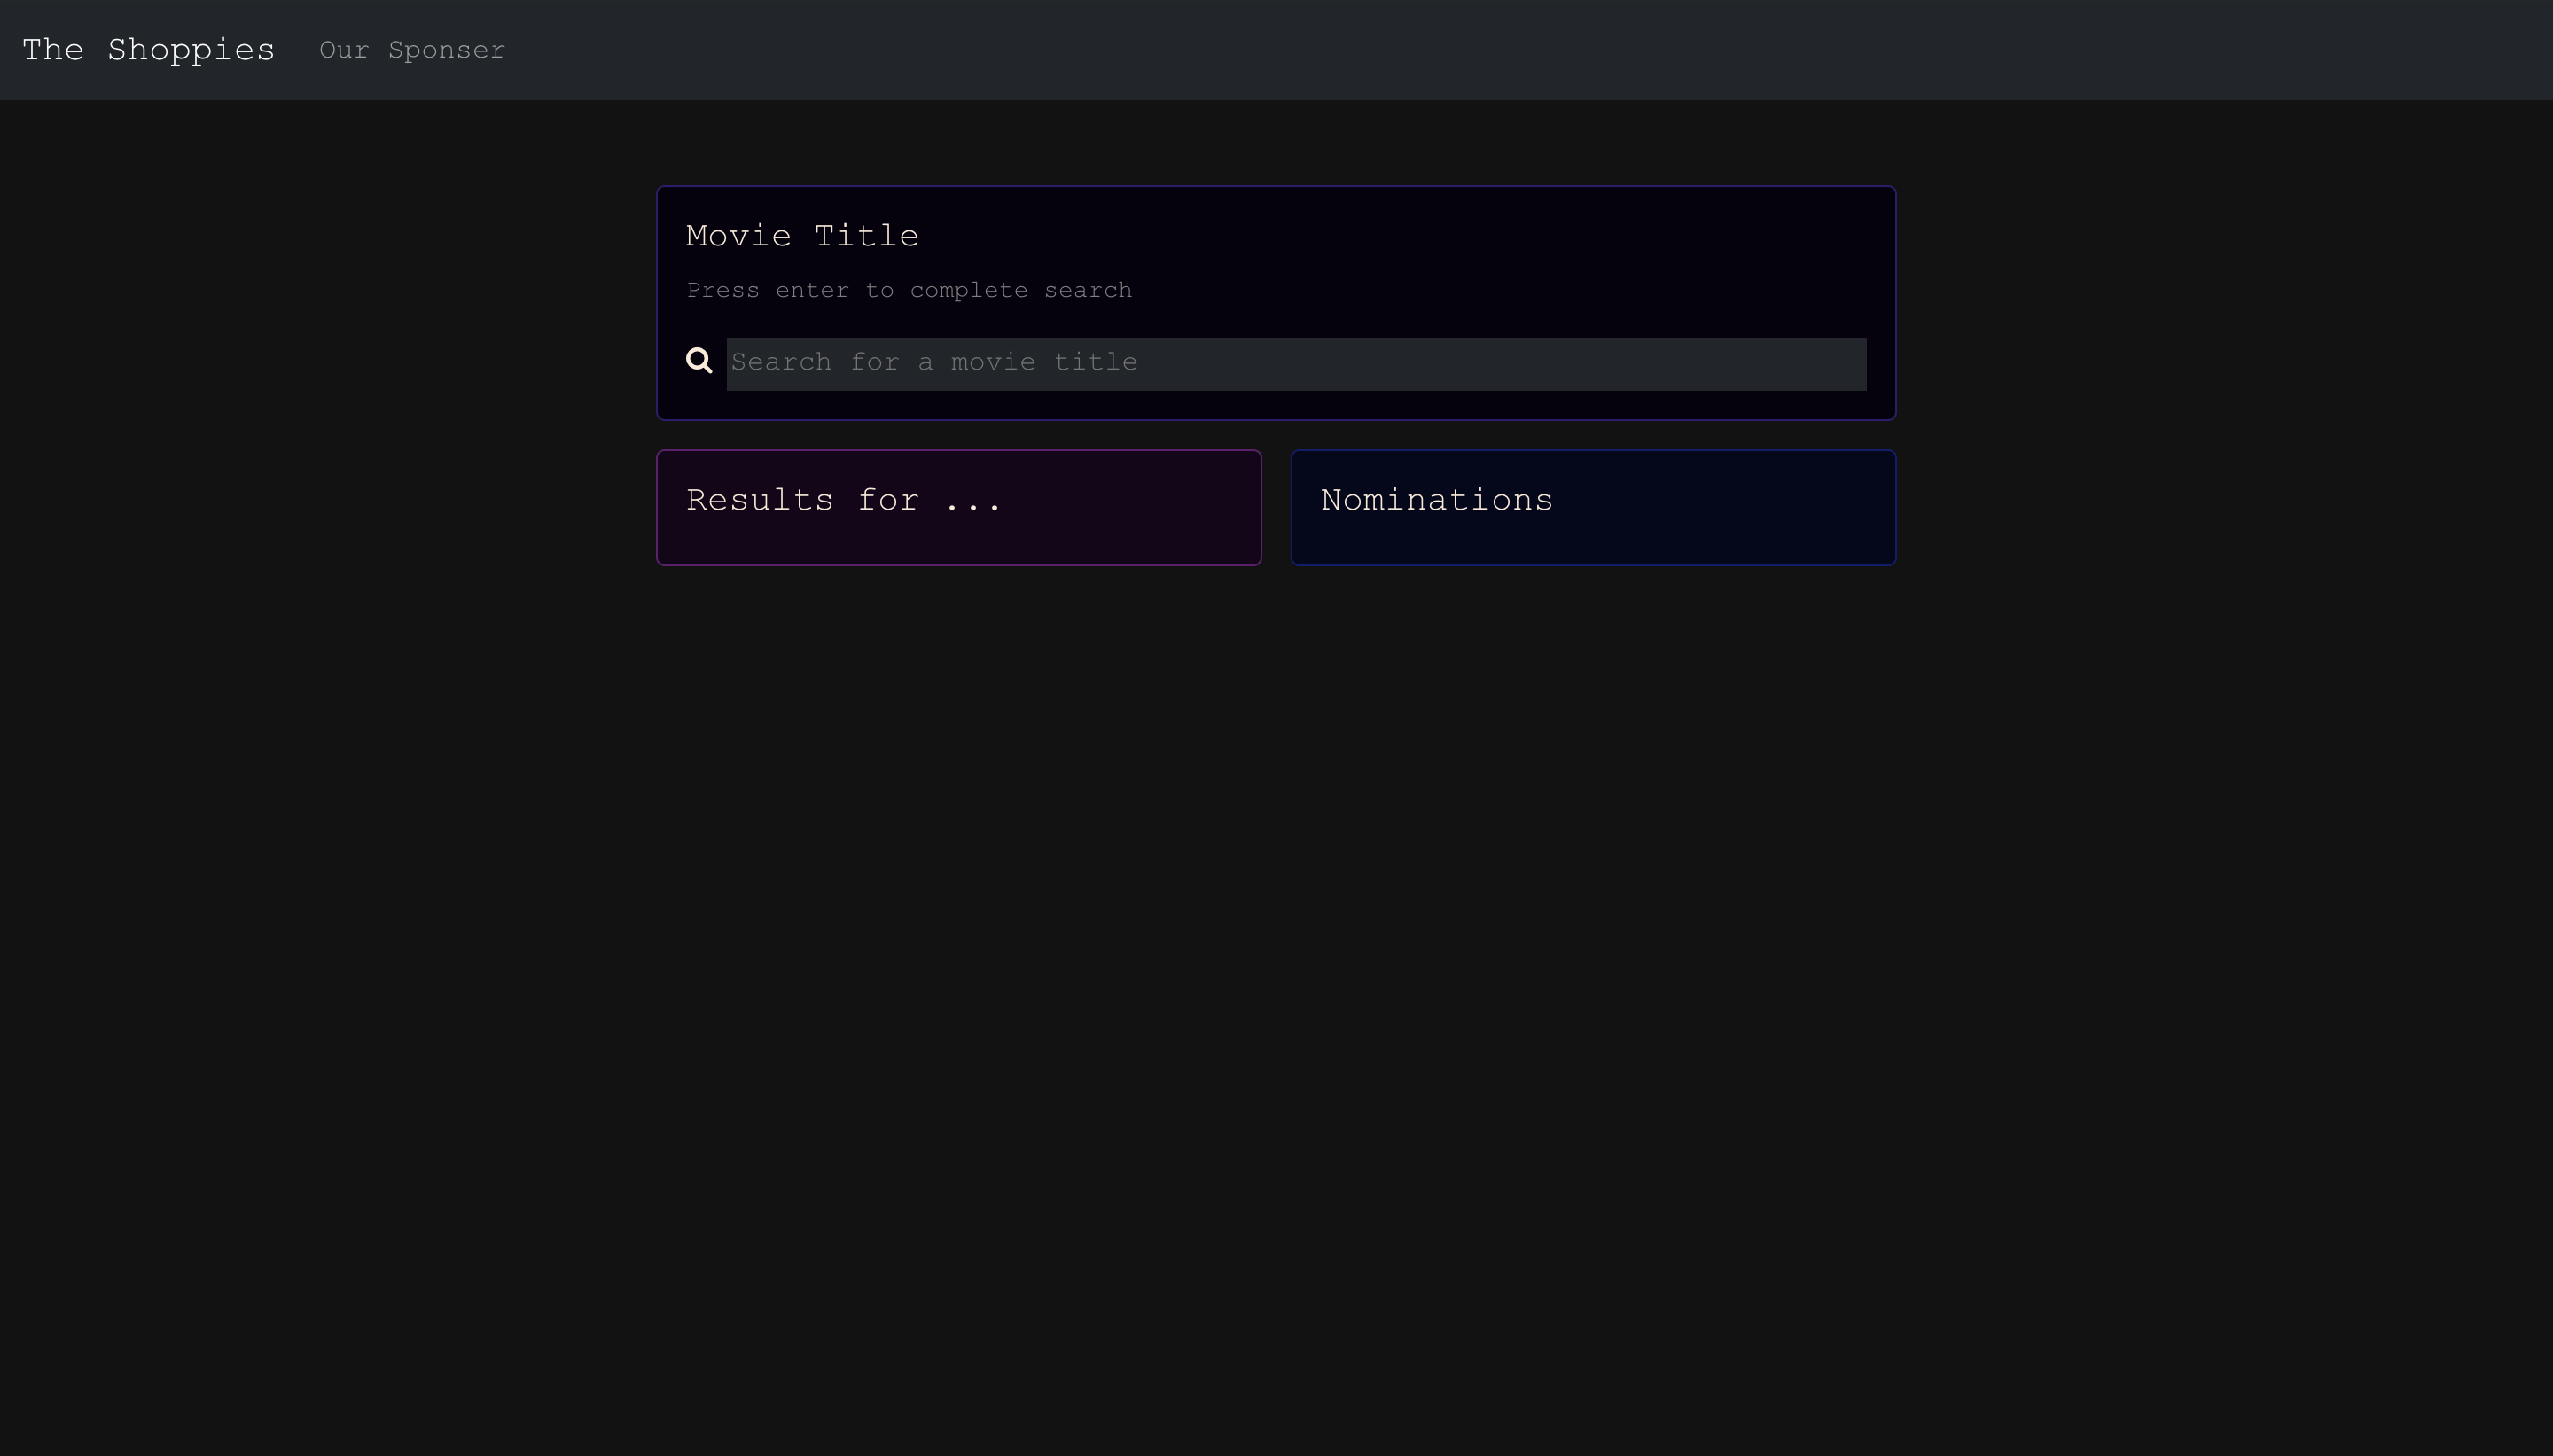 The Shoppies Our Sponser
Movie Title
Press enter to complete search
Search for a movie title
Results for ...
Nominations